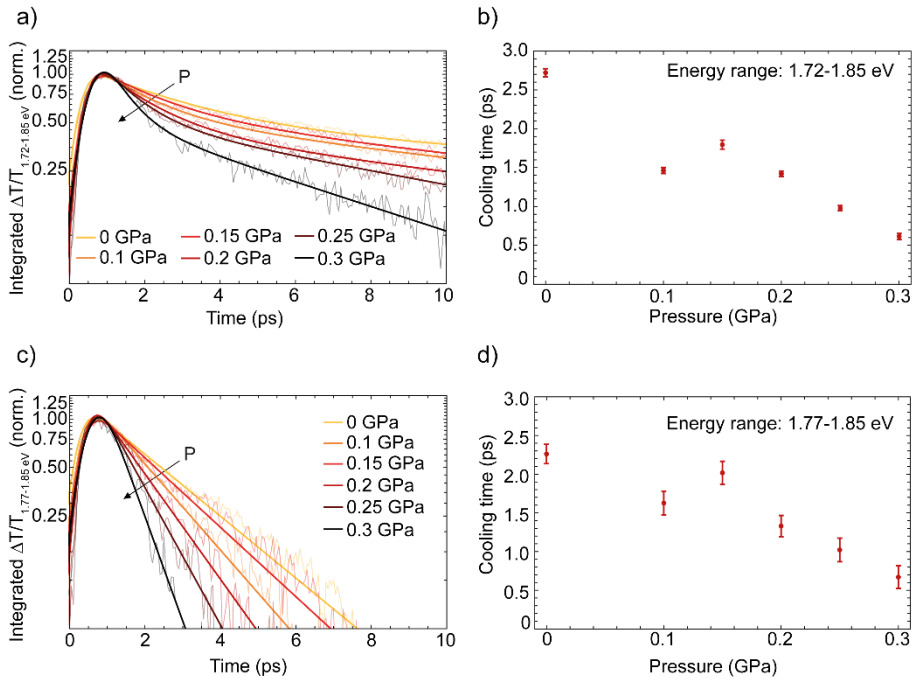 a)
Integrated ΔT/T1.72-1.85 eV (norm.)
1.25
1.00
0.75
0.50
0.25
P
0 GPa
0.15 GPa
0.25 GPa
0.1 GPa
0.2 GPa
0.3 GPa
0
2
4
6
8
10
Time (ps)
b)
Cooling time (ps)
3.0
2.5
2.0
1.5
1.0
0.5
0
Energy range: 1.72-1.85 eV
0
0.1
0.2
0.3
Pressure (GPa)
c)
Integrated ΔT/T1.77-1.85 eV (norm.)
1.25
1.00
0.75
0.50
0.25
P
0 GPa
0.1 GPa
0.15 GPa
0.2 GPa
0.25 GPa
0.3 GPa
0
2
4
6
8
10
Time (ps)
d)
Cooling time (ps)
3.0
2.5
2.0
1.5
1.0
0.5
0
Energy range: 1.77-1.85 eV
0
0.1
0.2
0.3
Pressure (GPa)